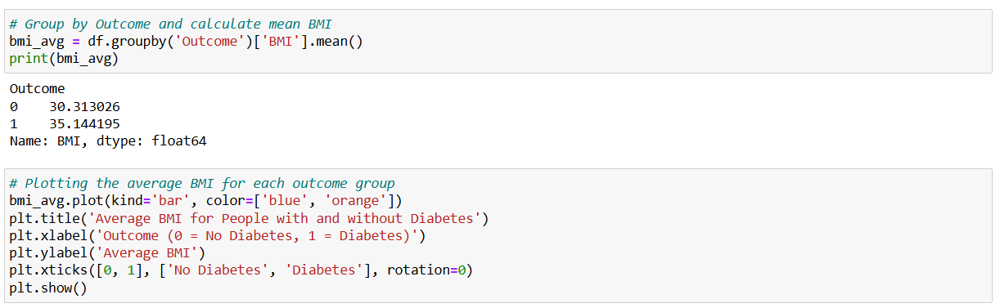 # Group by Outcome and calculate mean BMI
bmi_avg = df.groupby('Outcome')['BMI'].mean()
print(bmi_avg)
Outcome
0    30.313026
1    35.144195
Name: BMI, dtype: float64
# Plotting the average BMI for each outcome group
bmi_avg.plot(kind='bar', color=['blue', 'orange'])
plt.title('Average BMI for People with and without Diabetes')
plt.xlabel('Outcome (0 = No Diabetes, 1 = Diabetes)')
plt.ylabel('Average BMI')
plt.xticks([0, 1], ['No Diabetes', 'Diabetes'], rotation=0)
plt.show()